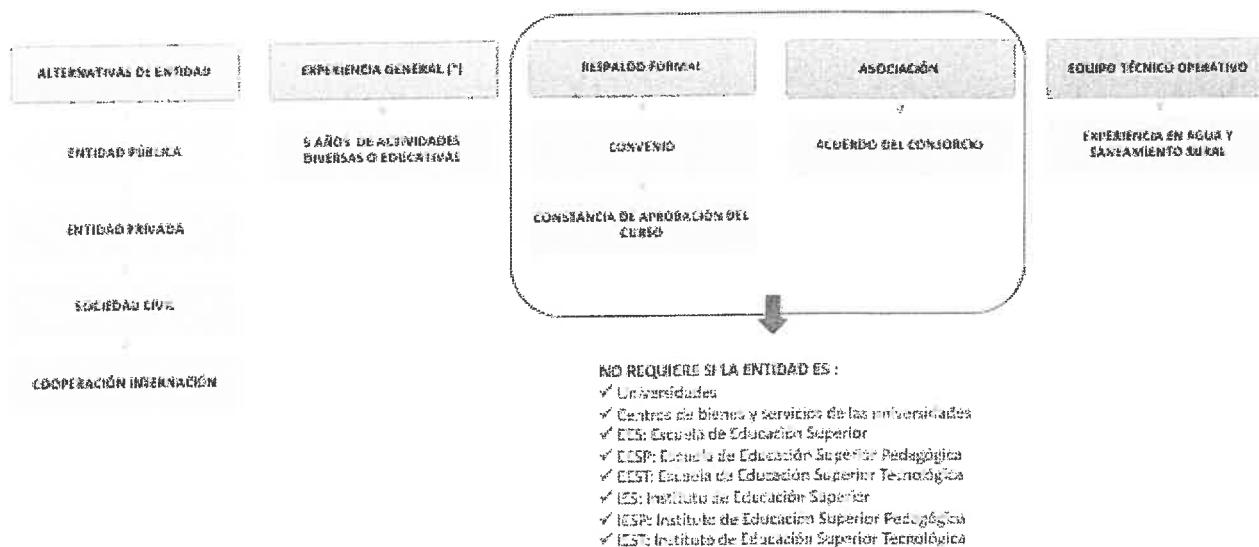 ALTERNATIVAS DE ENTIDAD
ENTIDAD PÚBLICA
ENTIDAD PRIVADA
SOCIEDAD CIVIL
COOPERACIÓN INTERNACIÓN
EXPERIENCIA GENERAL (*)
5 AÑOS DE ACTIVIDADES
DIVERSAS O EDUCATIVAS
RESPALDO FORMAL
CONVENIO
CONSTANCIA DE APROBACIÓN DEL
CURSO
ASOCIACIÓN
ACUERDO DEL CONSORCIO
EQUIPO TÉCNICO OPERATIVO
EXPERIENCIA EN AGUA Y
SANEAMIENTO RURAL
NO REQUIERE SI LA ENTIDAD ES :
✓ Universidades
✓ Centros de bienes y servicios de las universidades
✓ EES: Escuela de Educación Superior
✓ EESP: Escuela de Educación Superior Pedagógica
✓ EEST: Escuela de Educación Superior Tecnológica
✓ IES: Instituto de Educación Superior
✓ IESP: Instituto de Educación Superior Pedagógica
✓ IEST: Instituto de Educación Superior Tecnológica